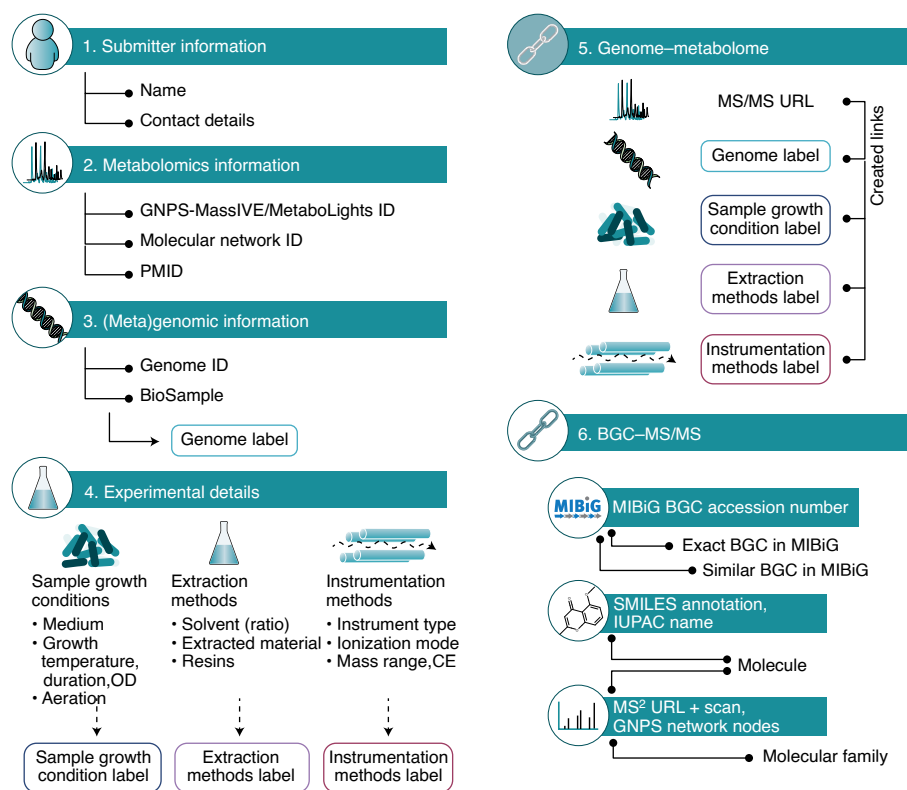 1. Submitter information
Name
Contact details
2. Metabolomics information
GNPS-MassIVE/MetaboLights ID
Molecular network ID
PMID
3. (Meta)genomic information
Genome ID
BioSample
Genome label
4. Experimental details
Sample growth
conditions
• Medium
• Growth
temperature,
duration,OD
• Aeration
Extraction
methods
• Solvent (ratio)
• Extracted material
• Resins
Instrumentation
methods
• Instrument type
• Ionization mode
• Mass range,CE
Sample growth
condition label
Extraction
methods label
Instrumentation
methods label
5. Genome–metabolome
MS/MS URL
Genome label
Sample growth
condition label
Extraction
methods label
Instrumentation
methods label
Created links
6. BGC–MS/MS
MIBiG
MIBiG BGC accession number
Exact BGC in MIBiG
Similar BGC in MIBiG
SMILES annotation,
IUPAC name
Molecule
MS² URL + scan,
GNPS network nodes
Molecular family